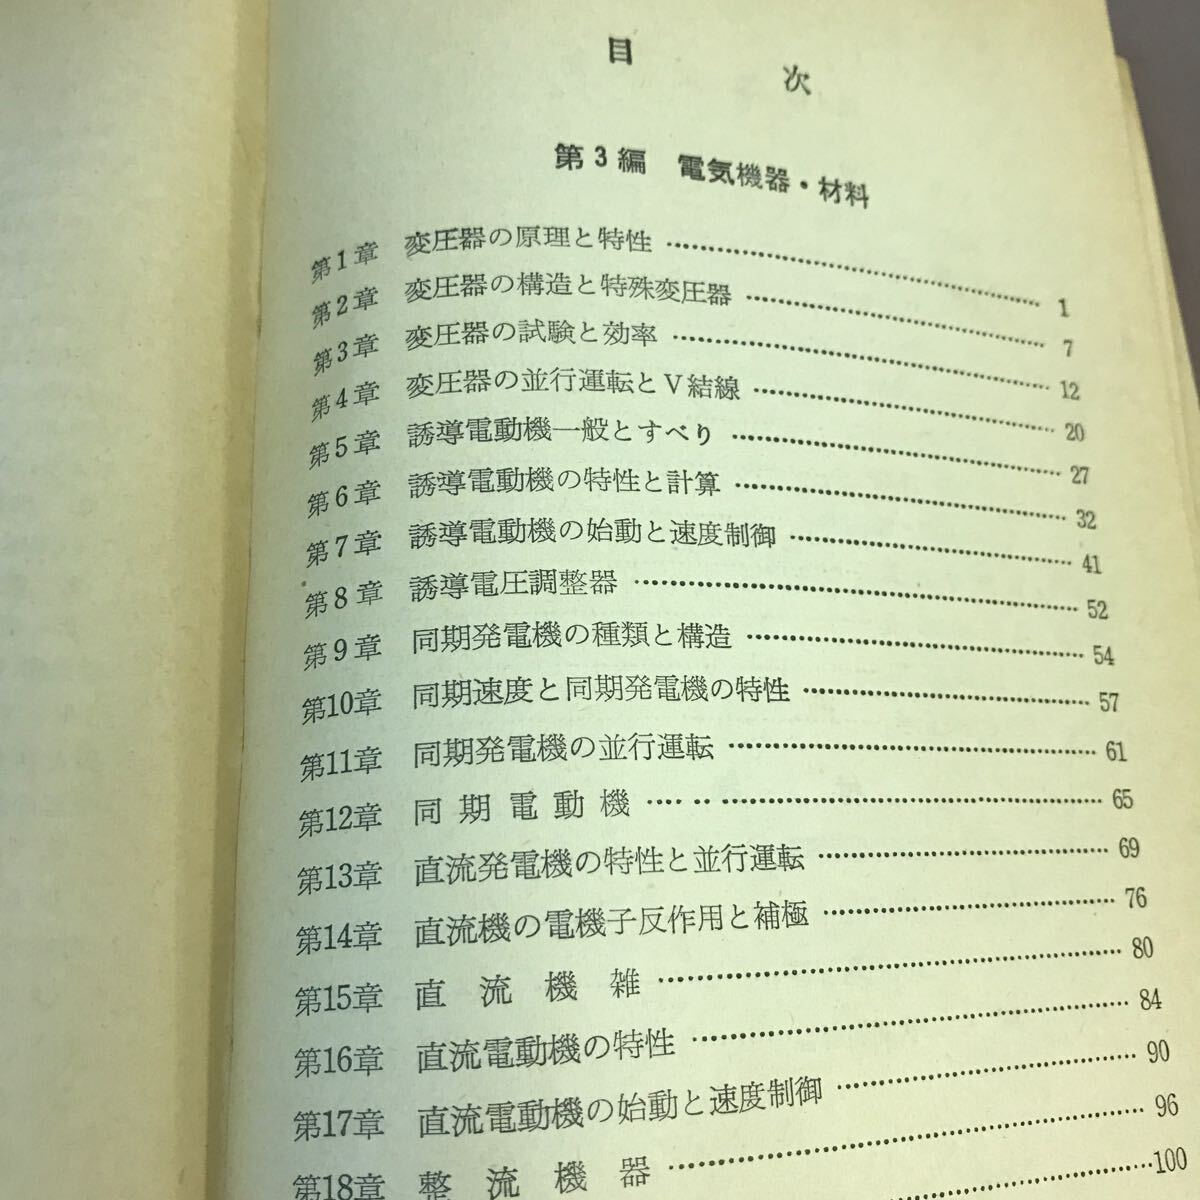 目次
第3編 電気機器・材料
第1章 変圧器の原理と特性 …… 1
第2章 変圧器の構造と特殊変圧器 …… 7
第3章 変圧器の試験と効率 …… 12
第4章 変圧器の並行運転とV結線 …… 20
第5章 誘導電動機一般とすべり …… 27
第6章 誘導電動機の特性と計算 …… 32
第7章 誘導電動機の始動と速度制御 …… 41
第8章 誘導電圧調整器 …… 52
第9章 同期発電機の種類と構造 …… 54
第10章 同期速度と同期発電機の特性 …… 57
第11章 同期発電機の並行運転 …… 61
第12章 同期電動機 …… 65
第13章 直流発電機の特性と並行運転 …… 69
第14章 直流機の電機子反作用と補極 …… 76
第15章 直流機雑 …… 80
第16章 直流電動機の特性 …… 84
第17章 直流電動機の始動と速度制御 …… 90
第18章 整流機器 …… 96
…… 100